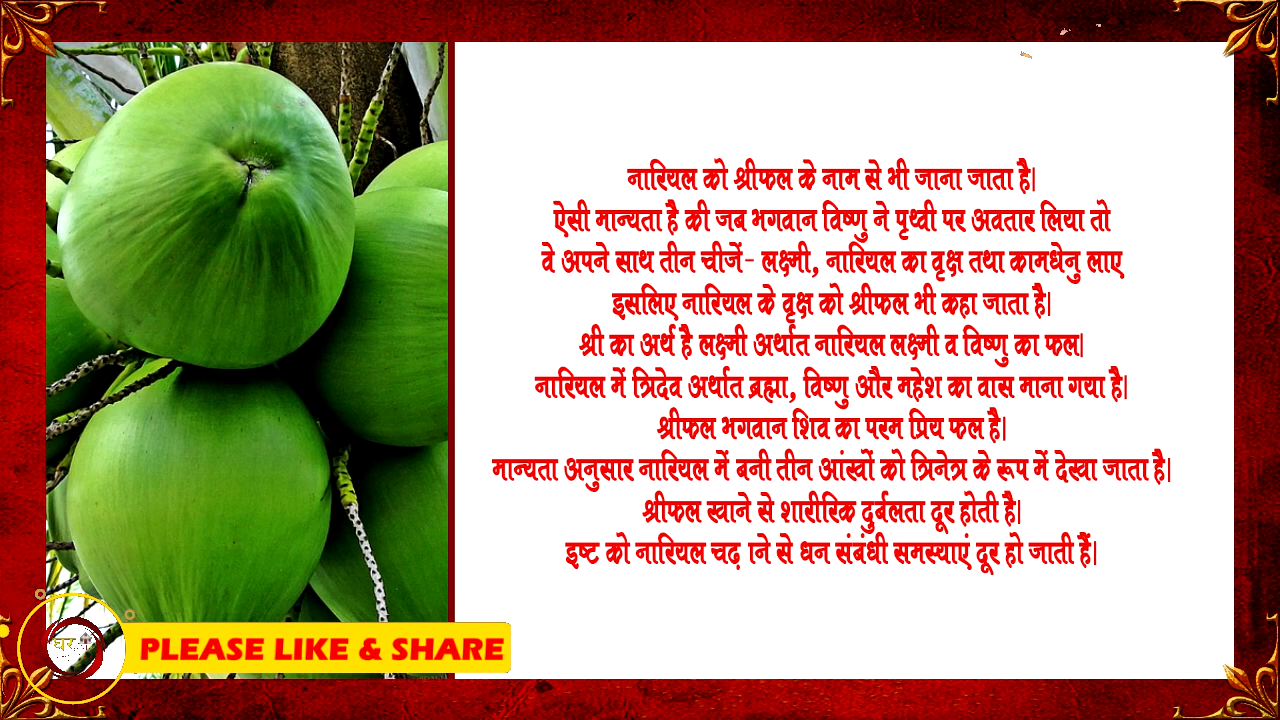 नारियल को श्रीफल के नाम से भी जाना जाता है|
ऐसी मान्यता है की जब भगवान विष्णु ने पृथ्वी पर अवतार लिया तो
वे अपने साथ तीन चीजें- लक्ष्मी, नारियल का वृक्ष तथा कामधेनु लाए
इसलिए नारियल के वृक्ष को श्रीफल भी कहा जाता है|
श्री का अर्थ है लक्ष्मी अर्थात नारियल लक्ष्मी व विष्णु का फल|
नारियल में त्रिदेव अर्थात ब्रह्मा, विष्णु और महेश का वास माना गया है|
श्रीफल भगवान शिव का परम प्रिय फल है|
मान्यता अनुसार नारियल में बनी तीन आंखों को त्रिनेत्र के रूप में देखा जाता है|
श्रीफल खाने से शारीरिक दुर्बलता दूर होती है|
इष्ट को नारियल चढ़ ाने से धन संबंधी समस्याएं दूर हो जाती हैं|
घर
PLEASE LIKE & SHARE